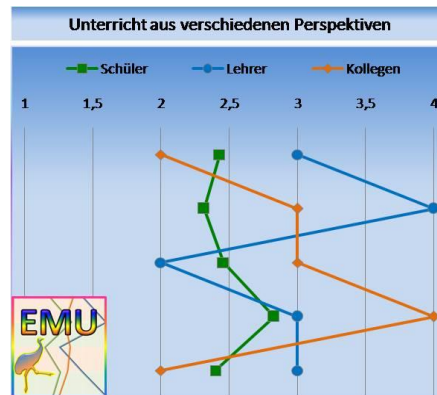 Unterricht aus verschiedenen Perspektiven
Schüler Lehrer Kollegen
1 1,5 2 2,5 3 3,5 4
EMU